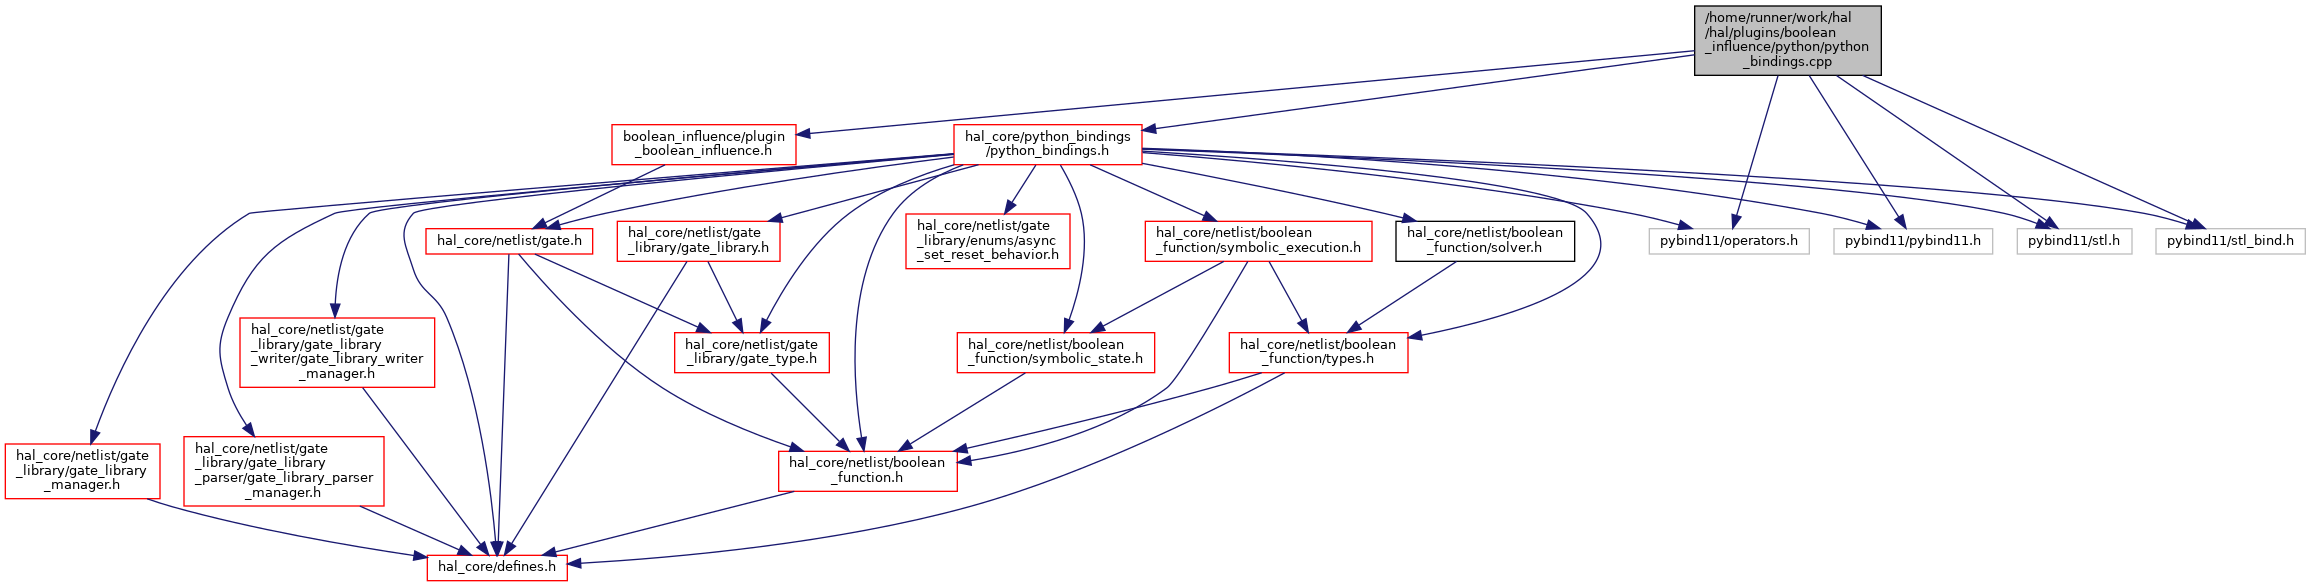 /home/runner/work/hal
/hal/plugins/boolean
_influence/python/python
_bindings.cpp
boolean_influence/plugin
_boolean_influence.h
hal_core/python_bindings
/python_bindings.h
hal_core/netlist/gate.h
hal_core/netlist/gate
_library/gate_library.h
hal_core/netlist/gate
_library/enums/async
_set_reset_behavior.h
hal_core/netlist/boolean
_function/symbolic_execution.h
hal_core/netlist/boolean
_function/solver.h
pybind11/operators.h
pybind11/pybind11.h
pybind11/stl.h
pybind11/stl_bind.h
hal_core/netlist/gate
_library/gate_library
_writer/gate_library_writer
_manager.h
hal_core/netlist/gate
_library/gate_type.h
hal_core/netlist/boolean
_function/symbolic_state.h
hal_core/netlist/boolean
_function/types.h
hal_core/netlist/gate
_library/gate_library
_manager.h
hal_core/netlist/gate
_library/gate_library
_parser/gate_library_parser
_manager.h
hal_core/netlist/boolean
_function.h
hal_core/defines.h